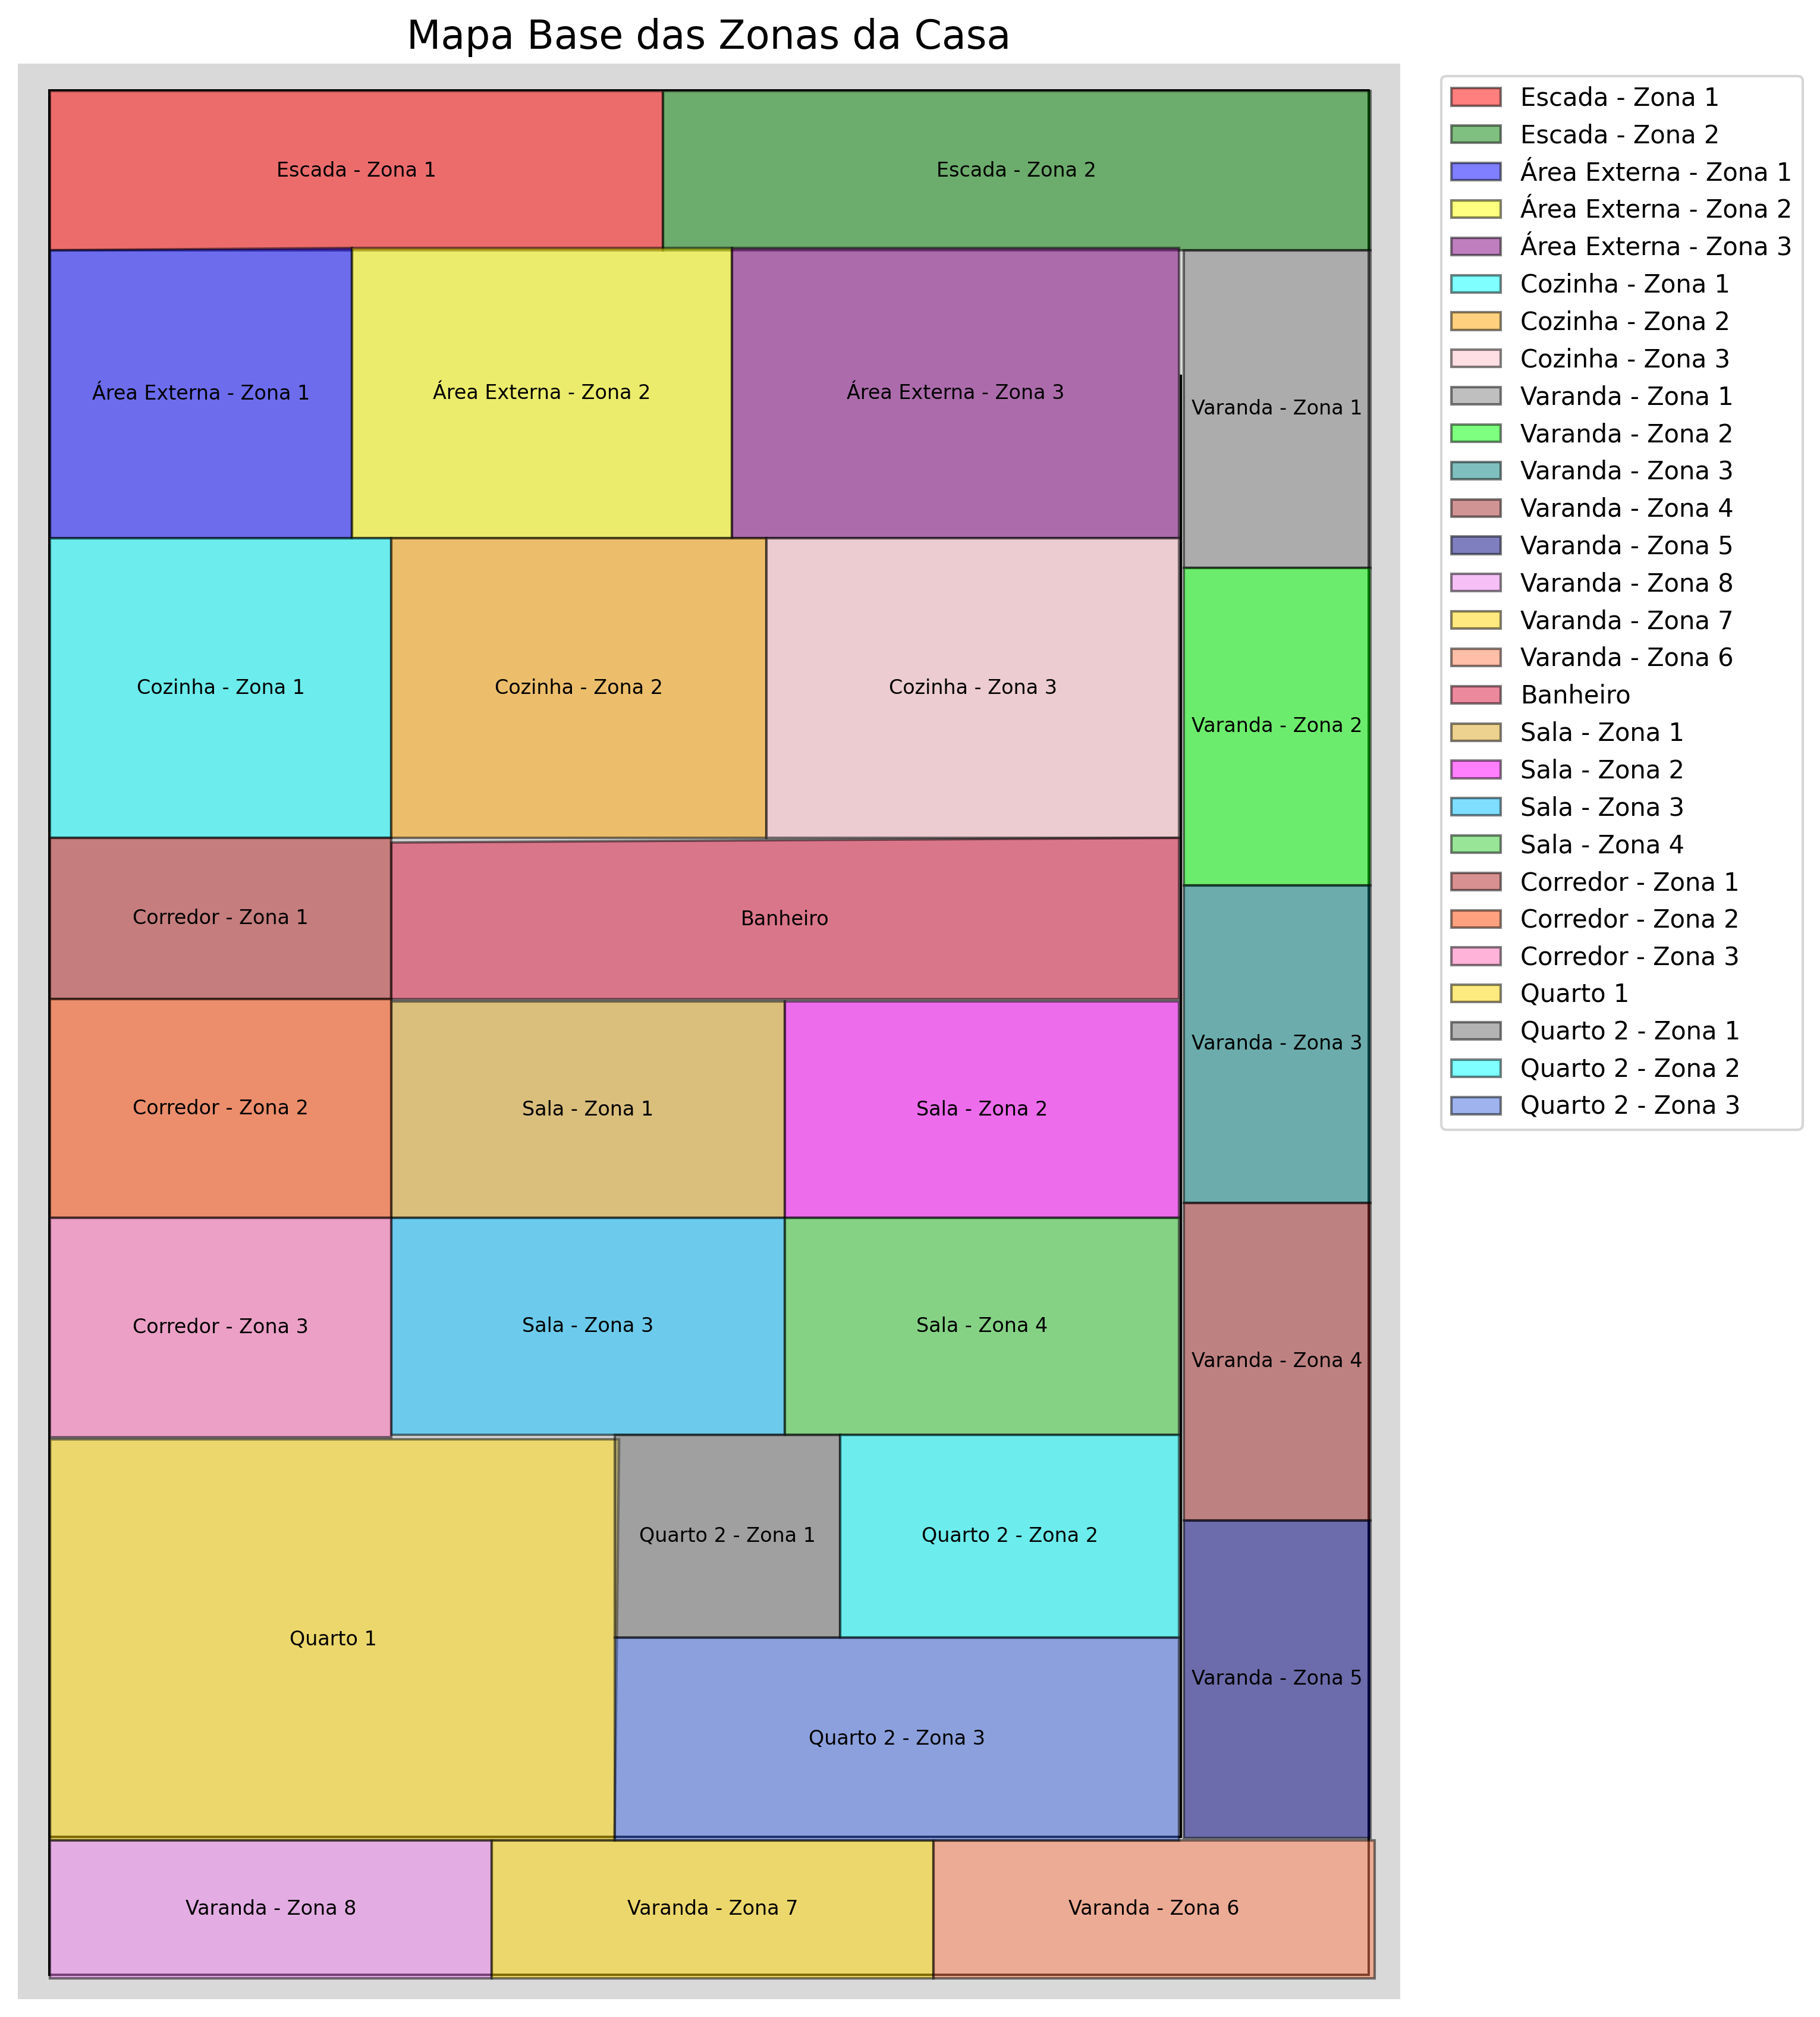 Mapa Base das Zonas da Casa
Escada - Zona 1
Escada - Zona 2
Área Externa - Zona 1
Área Externa - Zona 2
Área Externa - Zona 3
Varanda - Zona 1
Cozinha - Zona 1
Cozinha - Zona 2
Cozinha - Zona 3
Varanda - Zona 2
Corredor - Zona 1
Banheiro
Varanda - Zona 3
Corredor - Zona 2
Sala - Zona 1
Sala - Zona 2
Corredor - Zona 3
Sala - Zona 3
Sala - Zona 4
Varanda - Zona 4
Quarto 1
Quarto 2 - Zona 1
Quarto 2 - Zona 2
Quarto 2 - Zona 3
Varanda - Zona 5
Varanda - Zona 8
Varanda - Zona 7
Varanda - Zona 6
Escada - Zona 1
Escada - Zona 2
Área Externa - Zona 1
Área Externa - Zona 2
Área Externa - Zona 3
Cozinha - Zona 1
Cozinha - Zona 2
Cozinha - Zona 3
Varanda - Zona 1
Varanda - Zona 2
Varanda - Zona 3
Varanda - Zona 4
Varanda - Zona 5
Varanda - Zona 8
Varanda - Zona 7
Varanda - Zona 6
Banheiro
Sala - Zona 1
Sala - Zona 2
Sala - Zona 3
Sala - Zona 4
Corredor - Zona 1
Corredor - Zona 2
Corredor - Zona 3
Quarto 1
Quarto 2 - Zona 1
Quarto 2 - Zona 2
Quarto 2 - Zona 3